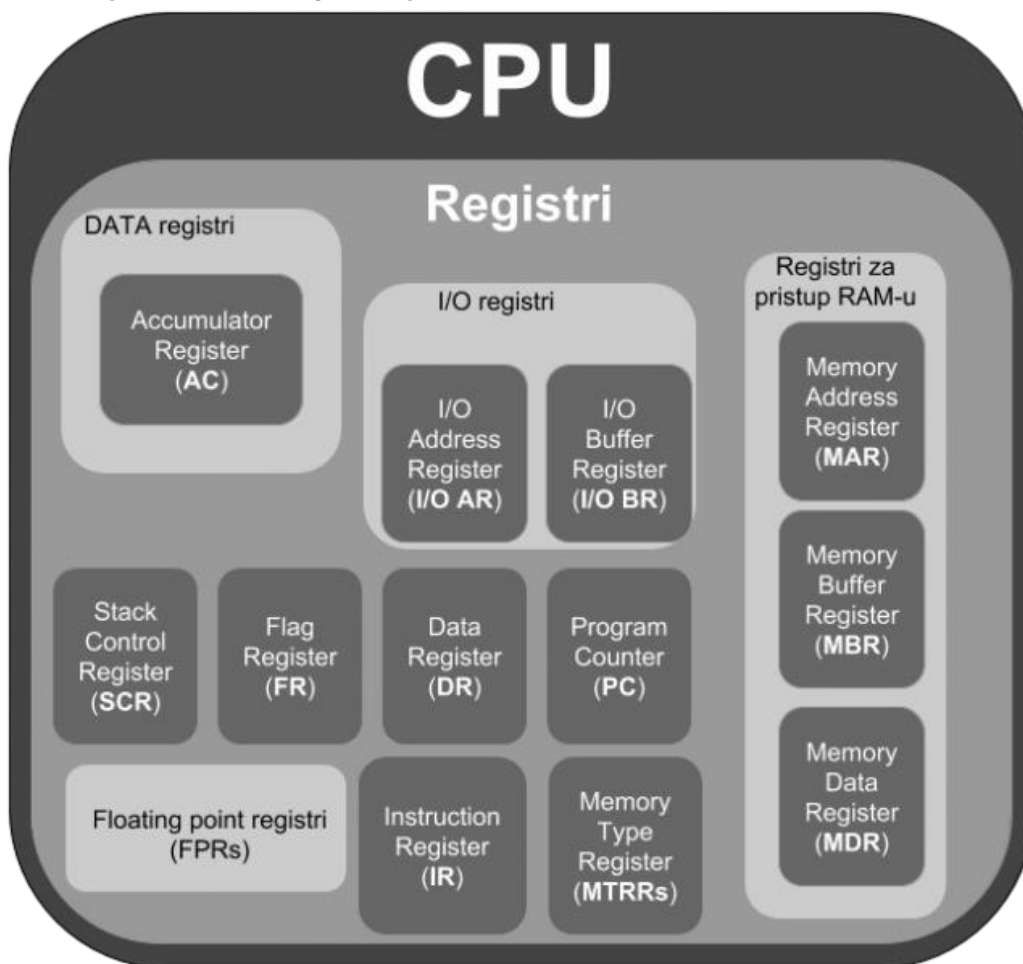 CPU
Registri
DATA registri
Accumulator
Register
(AC)
I/O registri
I/O
Address
Register
(I/O AR)
I/O
Buffer
Register
(I/O BR)
Registri za
pristup RAM-u
Memory
Address
Register
(MAR)
Memory
Buffer
Register
(MBR)
Memory
Data
Register
(MDR)
Stack
Control
Register
(SCR)
Flag
Register
(FR)
Data
Register
(DR)
Program
Counter
(PC)
Floating point registri
(FPRs)
Instruction
Register
(IR)
Memory
Type
Register
(MTRRs)